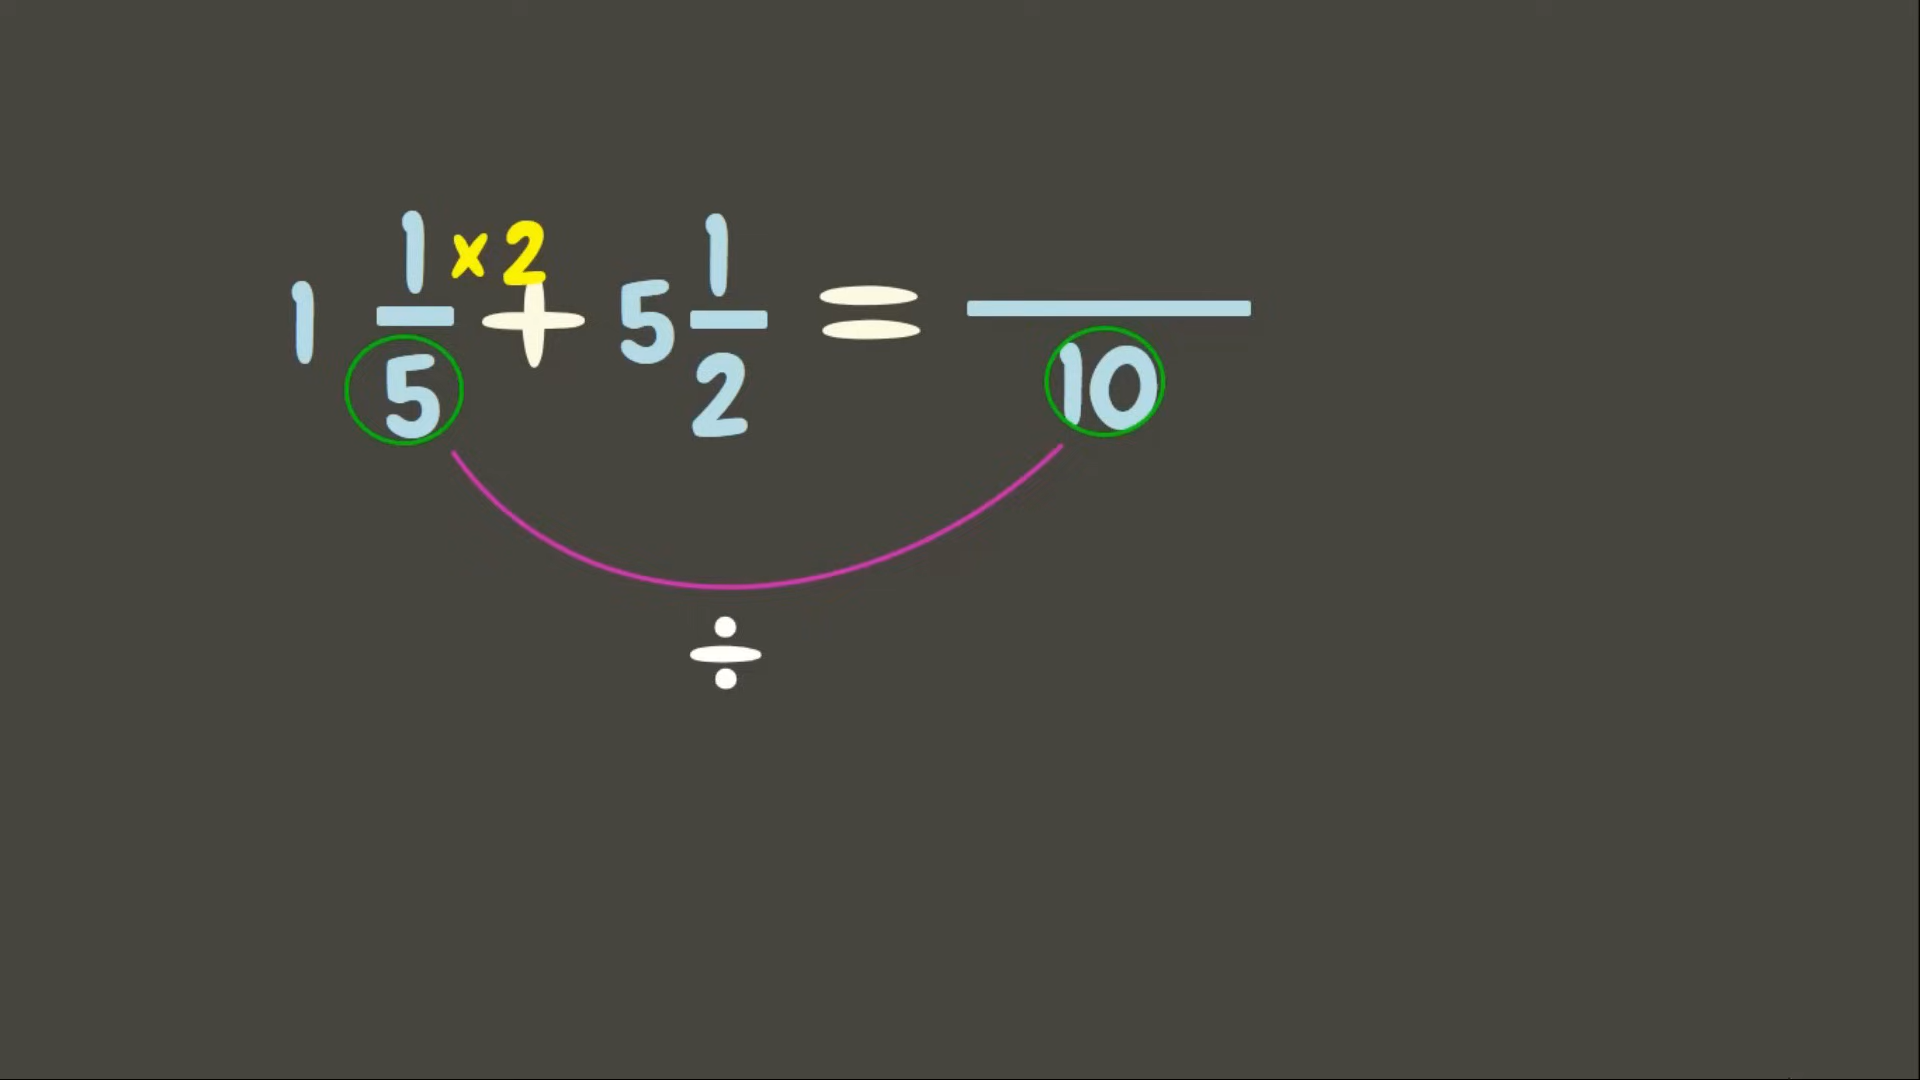 1 1/5 × 2 + 5 1/2 = /10
÷